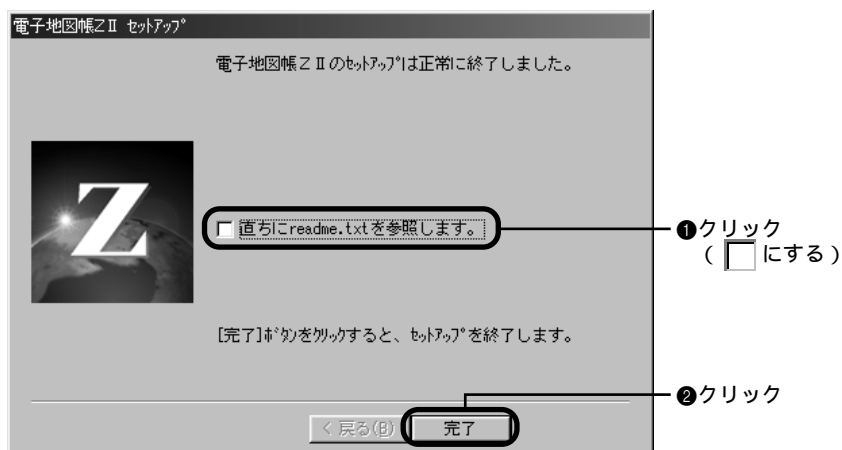 電子地図帳ZⅡ ｾｯﾄｱｯﾌﾟ
電子地図帳ZⅡのｾｯﾄｱｯﾌﾟは正常に終了しました。
Z
直ちにreadme.txtを参照します。
❶クリック
(□にする)
[完了]ﾎﾞﾀﾝをｸﾘｯｸすると、ｾｯﾄｱｯﾌﾟを終了します。
❷クリック
< 戻る(B)
完了